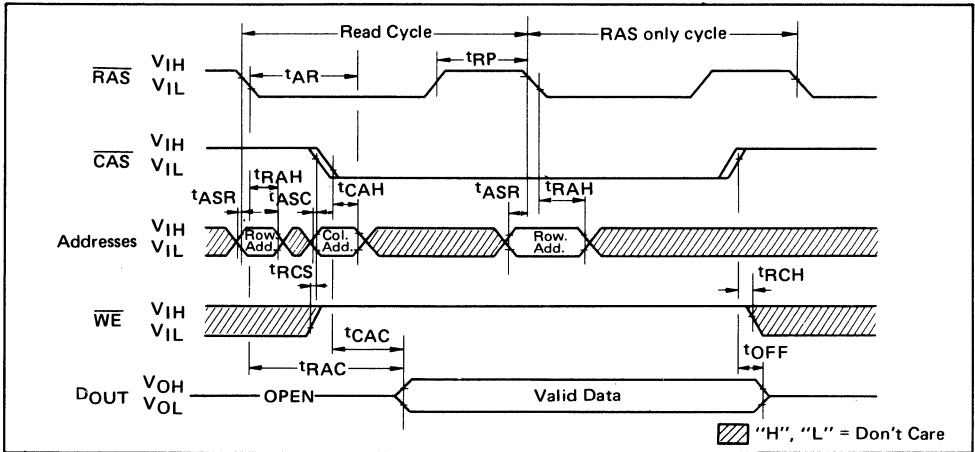 Read Cycle RAS only cycle
RAS VIH VIL tAR tRP
CAS VIH VIL
tASR tRAH tASC tCAH tASR tRAH
Addresses VIH VIL Row. Add. Col. Add. Row. Add.
tRCS tRCH
WE VIH VIL
tCAC
tRAC tOFF
DOUT VOH VOL OPEN Valid Data
"H", "L" = Don't Care